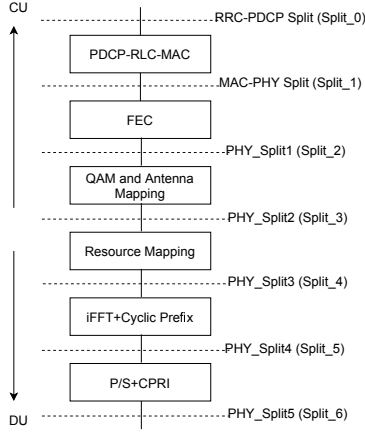 CU
RRC-PDCP Split (Split_0)
PDCP-RLC-MAC
MAC-PHY Split (Split_1)
FEC
PHY_Split1 (Split_2)
QAM and Antenna
Mapping
PHY_Split2 (Split_3)
Resource Mapping
PHY_Split3 (Split_4)
iFFT+Cyclic Prefix
PHY_Split4 (Split_5)
P/S+CPRI
PHY_Split5 (Split_6)
DU